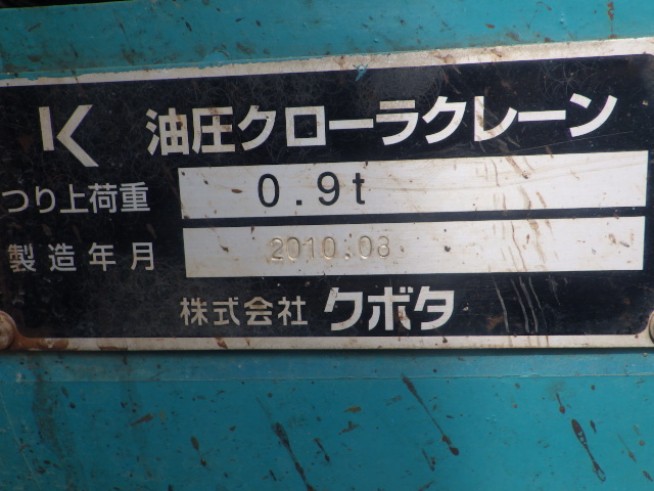 油圧クローラクレーン
つり上荷重 0.9t
製造年月 2010.08
株式会社 クボタ